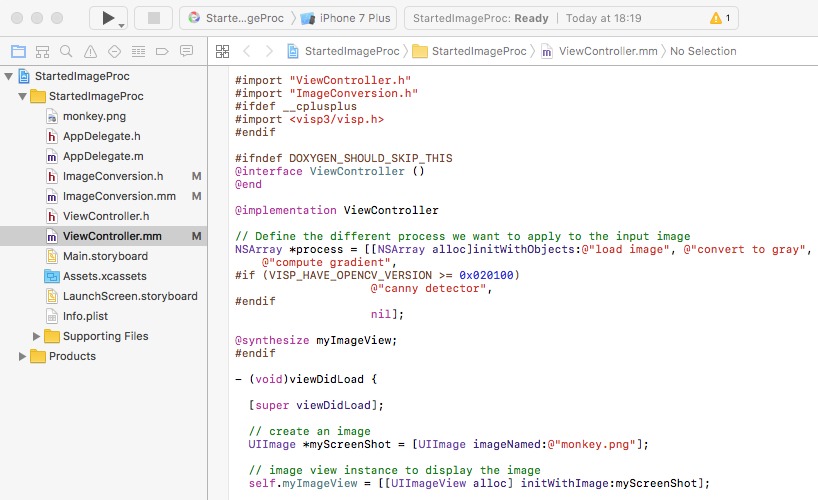 Starte...geProc iPhone 7 Plus StartedImageProc: Ready Today at 18:19 1
StartedImageProc StartedImageProc ViewController.mm No Selection
StartedImageProc
StartedImageProc
monkey.png
AppDelegate.h
AppDelegate.m
ImageConversion.h M
ImageConversion.mm M
ViewController.h
ViewController.mm M
Main.storyboard
Assets.xcassets
LaunchScreen.storyboard
Info.plist
Supporting Files
Products
#import "ViewController.h"
#import "ImageConversion.h"
#ifdef __cplusplus
#import <visp3/visp.h>
#endif
#ifndef DOXYGEN_SHOULD_SKIP_THIS
@interface ViewController ()
@end
@implementation ViewController
// Define the different process we want to apply to the input image
NSArray *process = [[NSArray alloc]initWithObjects:@"load image", @"convert to gray",
@"compute gradient",
#if (VISP_HAVE_OPENCV_VERSION >= 0x020100)
@"canny detector",
#endif
nil];
@synthesize myImageView;
#endif
- (void)viewDidLoad {
[super viewDidLoad];
// create an image
UIImage *myScreenShot = [UIImage imageNamed:@"monkey.png"];
// image view instance to display the image
self.myImageView = [[UIImageView alloc] initWithImage:myScreenShot];